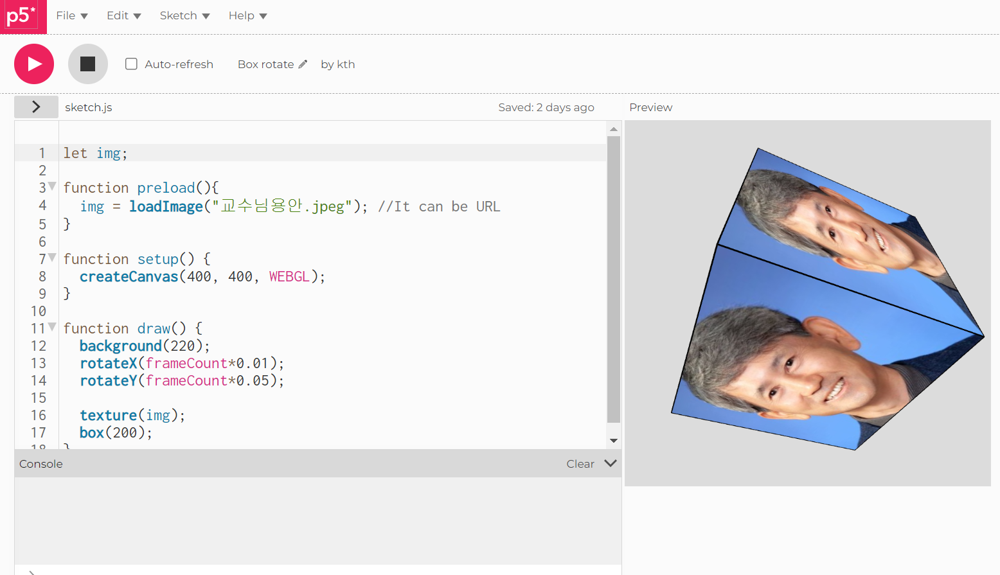 p5*
File Edit Sketch Help
Auto-refresh Box rotate by kth
sketch.js Saved: 2 days ago Preview
1 let img;
2
3 function preload(){
4 img = loadImage("교수님용안.jpeg"); //It can be URL
5 }
6
7 function setup() {
8 createCanvas(400, 400, WEBGL);
9 }
10
11 function draw() {
12 background(220);
13 rotateX(frameCount*0.01);
14 rotateY(frameCount*0.05);
15
16 texture(img);
17 box(200);
18 }
Console Clear